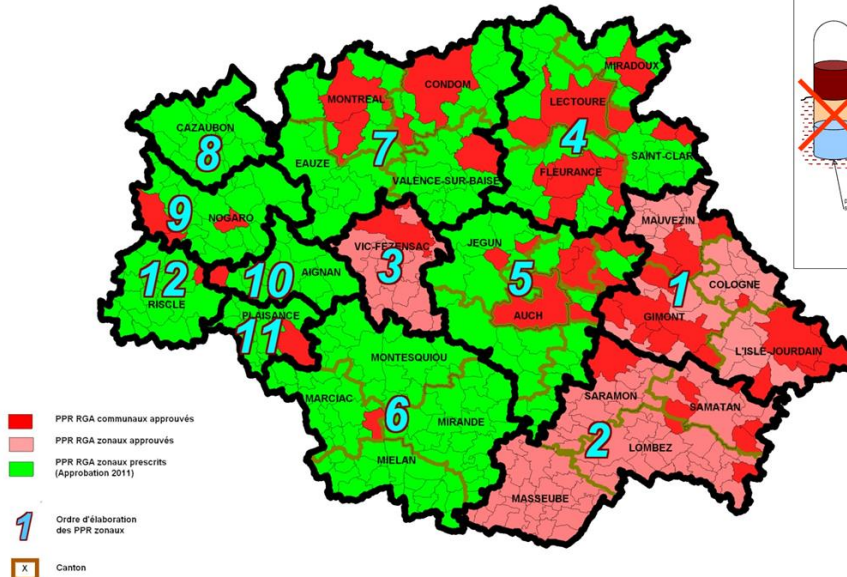 MIRADOUX
CONDOM
MONTREAL
LECTOURE
CAZAUBON
8
7
4
EAUZE
SAINT-CLAR
FLEURANCE
VALENCE-SUR-BAISE
9
NOGARO
MAUVEZIN
VIC-FEZENSAC
JEGUN
3
12
10
AIGNAN
5
1
COLOGNE
RISCLE
PLAISANCE
AUCH
GIMONT
11
L'ISLE-JOURDAIN
MONTESQUIOU
MARCIAC
SARAMON
SAMATAN
6
MIRANDE
2
LOMBEZ
MIELAN
MASSEUBE
PPR RGA communaux approuvés
PPR RGA zonaux approuvés
PPR RGA zonaux prescrits
(Approbation 2011)
1
Ordre d'élaboration
des PPR zonaux
X
Canton